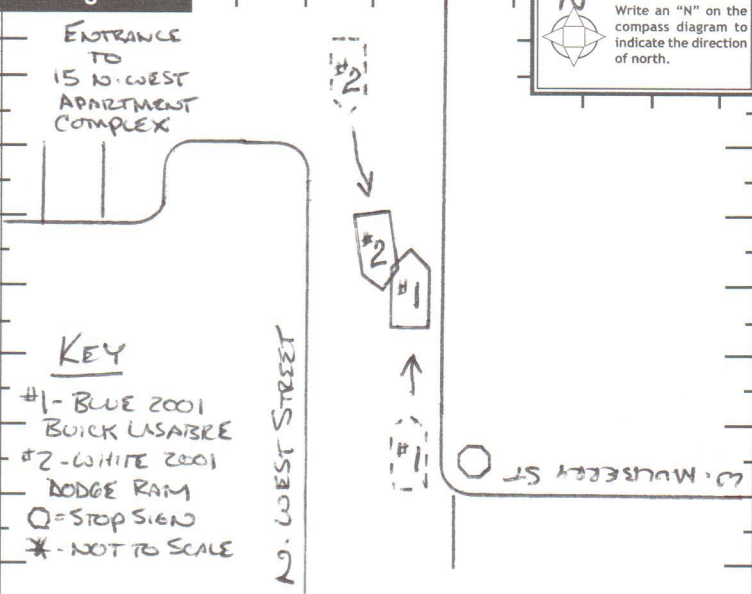 ENTRANCE
TO
15 N. WEST
APARTMENT
COMPLEX
#2
#2
#1
#1
N
Write an "N" on the
compass diagram to
indicate the direction
of north.
KEY
#1- BLUE 2001
BUICK LASABRE
#2 - WHITE 2001
DODGE RAM
= STOP SIGN
* - NOT TO SCALE
N. WEST STREET
W. MULBERRY ST